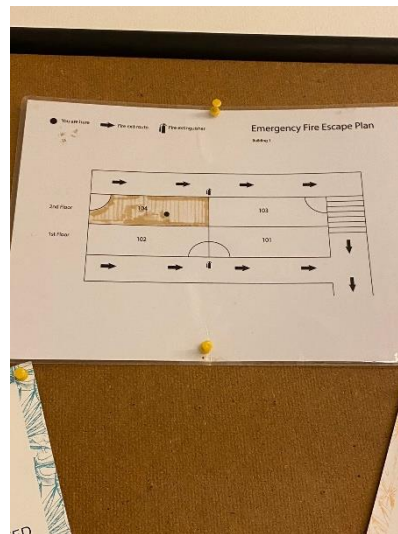 You are here
Fire exit route
Fire extinguisher
Emergency Fire Escape Plan
Building 1
2nd Floor
104
103
1st Floor
102
101
ED